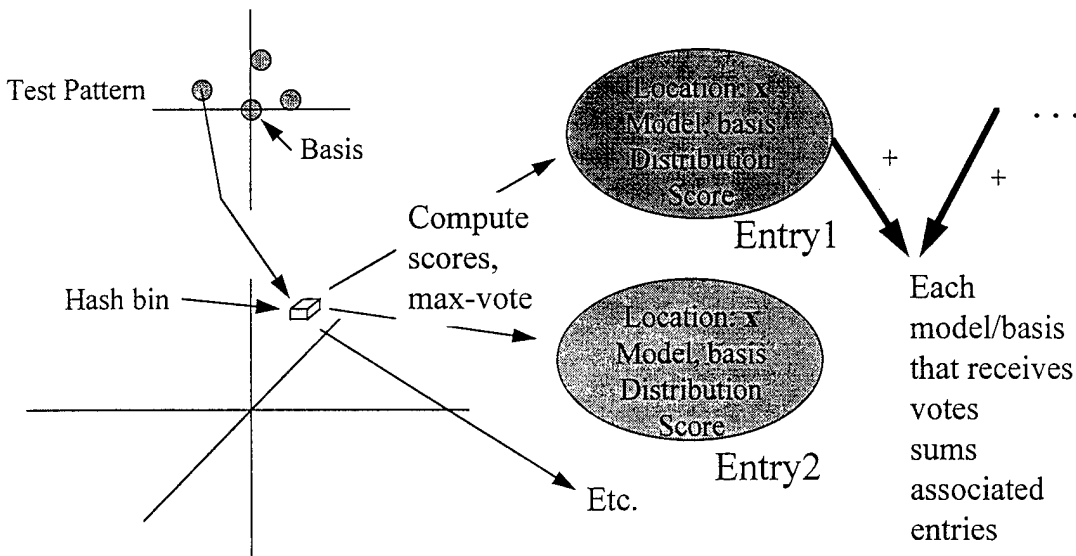 Test Pattern
Basis
Hash bin
Compute
scores,
max-vote
Location: x
Model, basis
Distribution
Score
Entry1
Location: x
Model, basis
Distribution
Score
Entry2
Etc.
+
+
. . .
Each
model/basis
that receives
votes
sums
associated
entries